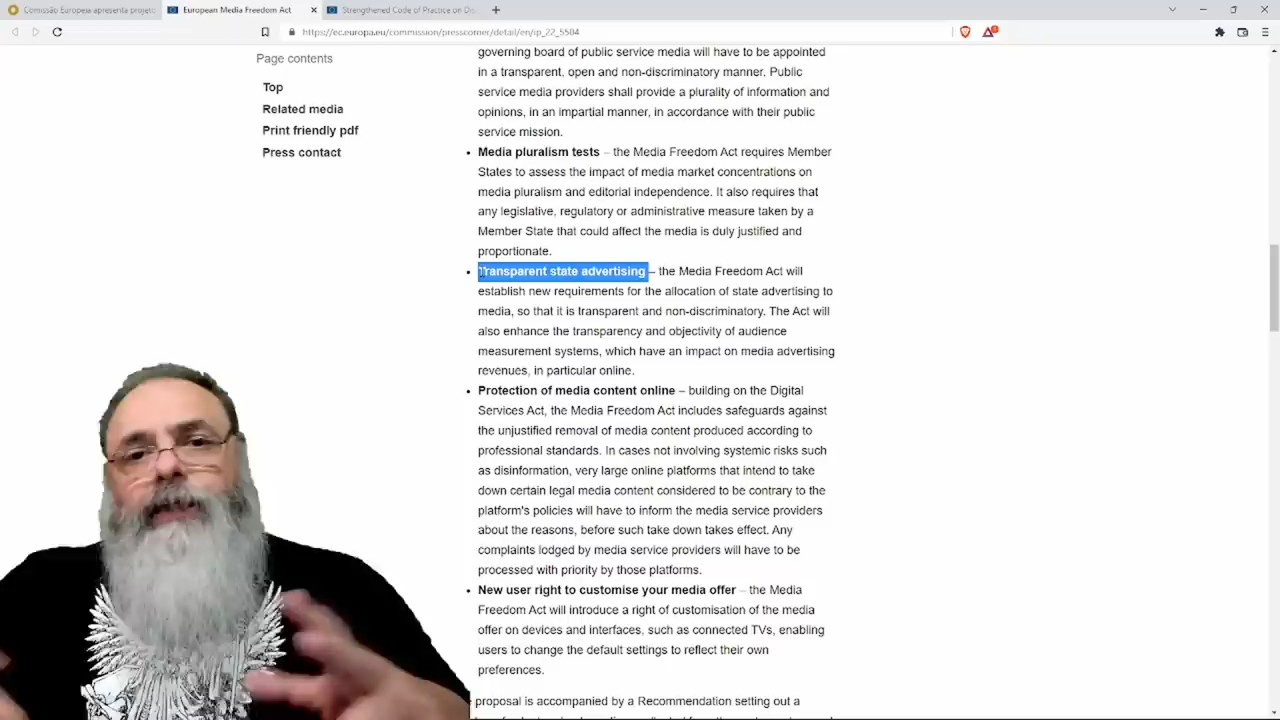 Comissão Europeia apresenta projeto
European Media Freedom Act
Strengthened Code of Practice on Dis
https://ec.europa.eu/commission/presscorner/detail/en/ip_22_5504
Page contents
Top
Related media
Print friendly pdf
Press contact
governing board of public service media will have to be appointed
in a transparent, open and non-discriminatory manner. Public
service media providers shall provide a plurality of information and
opinions, in an impartial manner, in accordance with their public
service mission.
Media pluralism tests – the Media Freedom Act requires Member
States to assess the impact of media market concentrations on
media pluralism and editorial independence. It also requires that
any legislative, regulatory or administrative measure taken by a
Member State that could affect the media is duly justified and
proportionate.
Transparent state advertising – the Media Freedom Act will
establish new requirements for the allocation of state advertising to
media, so that it is transparent and non-discriminatory. The Act will
also enhance the transparency and objectivity of audience
measurement systems, which have an impact on media advertising
revenues, in particular online.
Protection of media content online – building on the Digital
Services Act, the Media Freedom Act includes safeguards against
the unjustified removal of media content produced according to
professional standards. In cases not involving systemic risks such
as disinformation, very large online platforms that intend to take
down certain legal media content considered to be contrary to the
platform's policies will have to inform the media service providers
about the reasons, before such take down takes effect. Any
complaints lodged by media service providers will have to be
processed with priority by those platforms.
New user right to customise your media offer – the Media
Freedom Act will introduce a right of customisation of the media
offer on devices and interfaces, such as connected TVs, enabling
users to change the default settings to reflect their own
preferences.
proposal is accompanied by a Recommendation setting out a